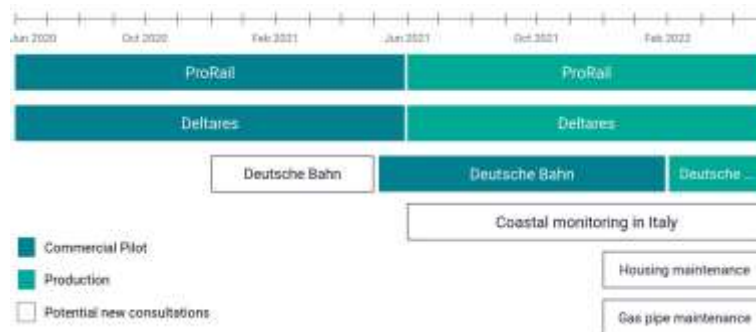 Jun 2020 Oct 2020 Feb 2021 Jun 2021 Oct 2021 Feb 2022
ProRail ProRail
Deltares Deltares
Deutsche Bahn Deutsche Bahn Deutsche ...
Coastal monitoring in Italy
Commercial Pilot
Housing maintenance
Production
Potential new consultations
Gas pipe maintenance